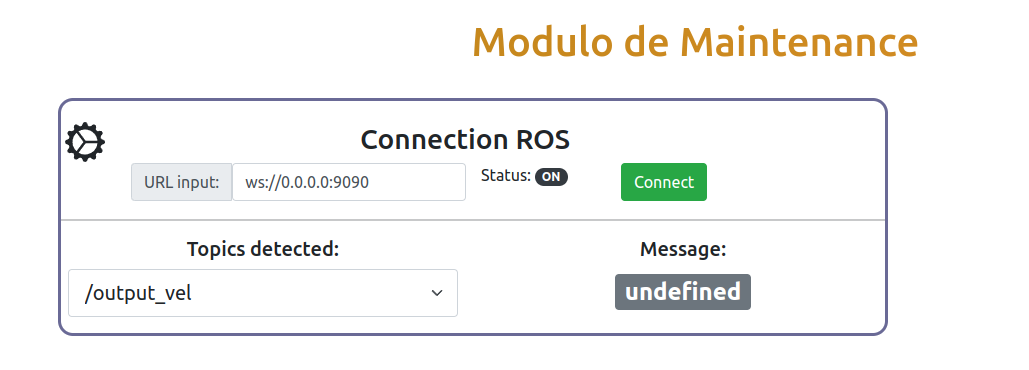 Modulo de Maintenance
Connection ROS
URL input: ws://0.0.0.0:9090 Status: ON Connect
Topics detected: Message:
/output_vel undefined